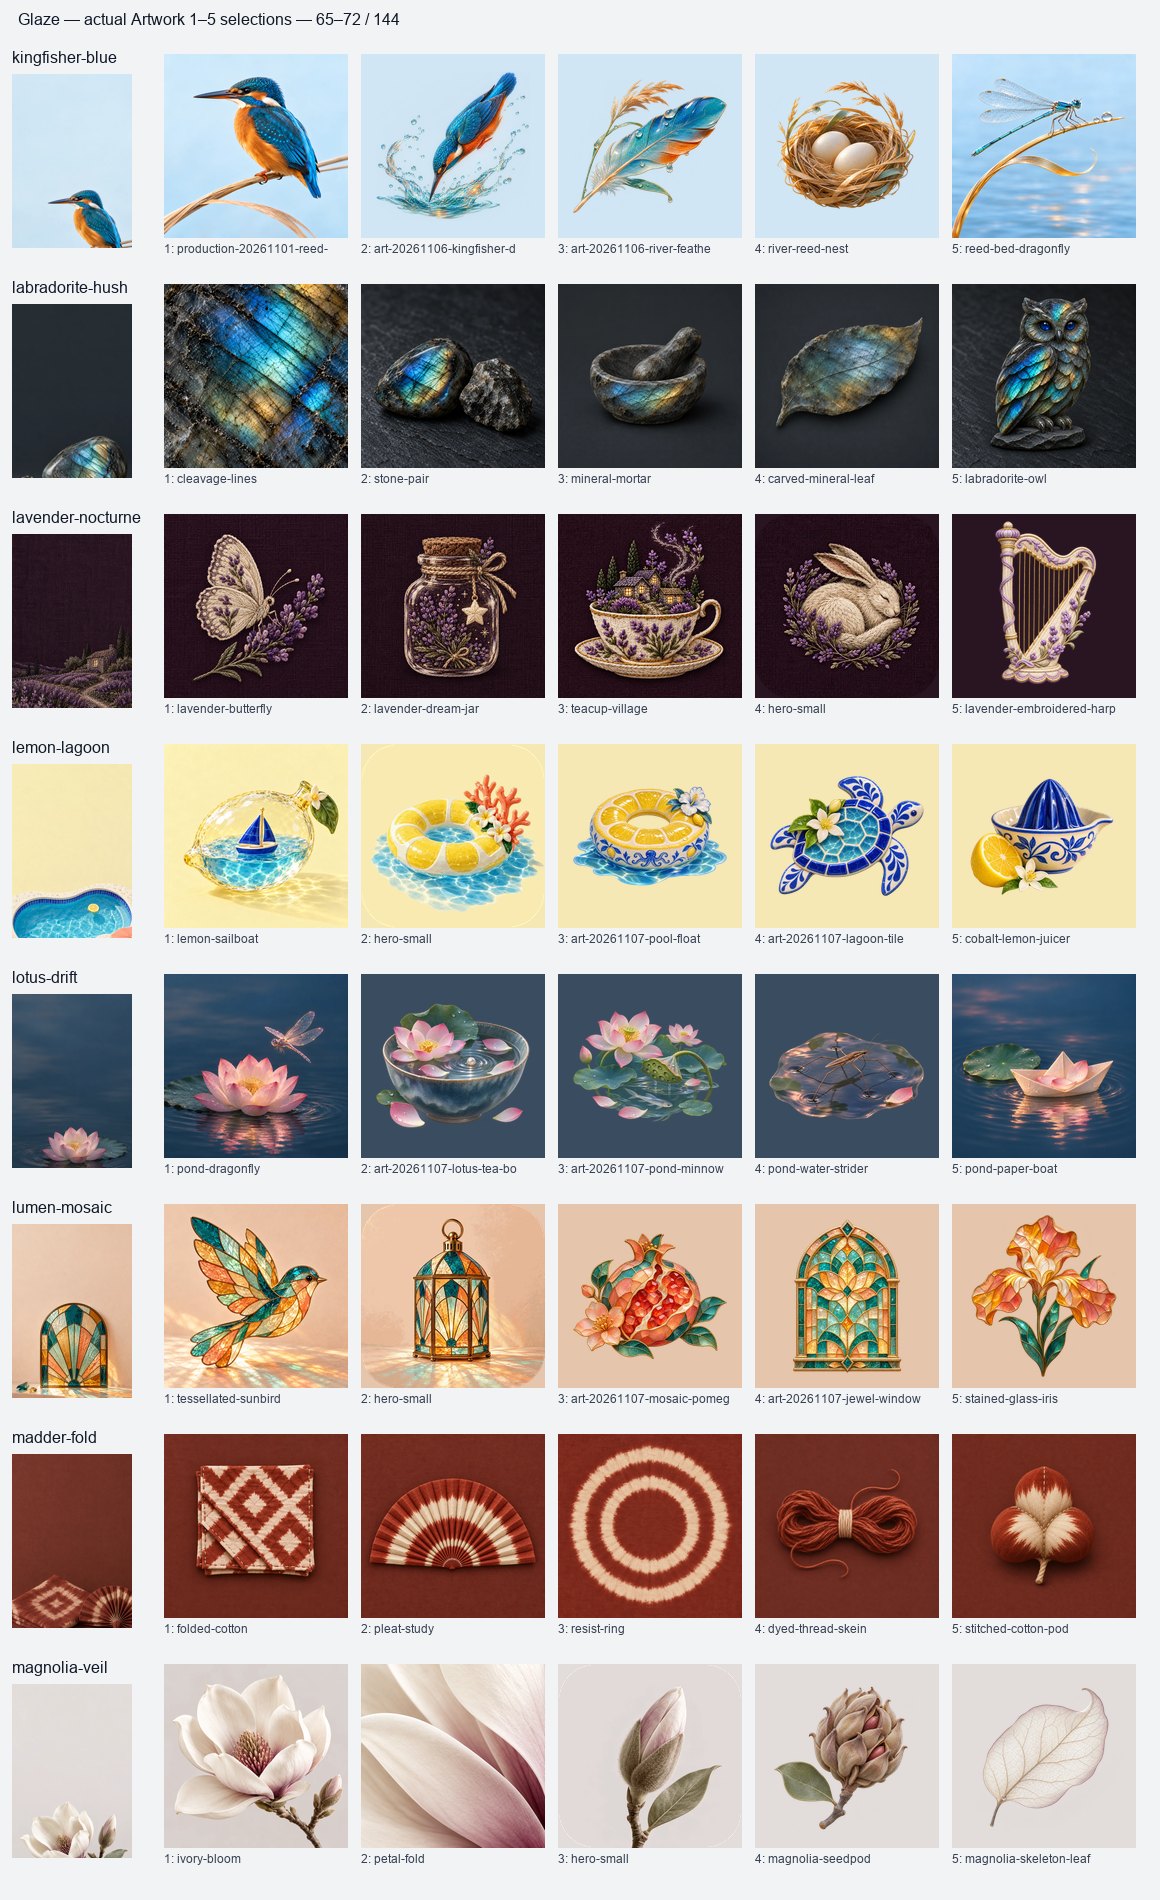 Glaze — actual Artwork 1–5 selections — 65–72 / 144
kingfisher-blue
1: production-20261101-reed-
2: art-20261106-kingfisher-d
3: art-20261106-river-feathe
4: river-reed-nest
5: reed-bed-dragonfly
labradorite-hush
1: cleavage-lines
2: stone-pair
3: mineral-mortar
4: carved-mineral-leaf
5: labradorite-owl
lavender-nocturne
1: lavender-butterfly
2: lavender-dream-jar
3: teacup-village
4: hero-small
5: lavender-embroidered-harp
lemon-lagoon
1: lemon-sailboat
2: hero-small
3: art-20261107-pool-float
4: art-20261107-lagoon-tile
5: cobalt-lemon-juicer
lotus-drift
1: pond-dragonfly
2: art-20261107-lotus-tea-bo
3: art-20261107-pond-minnow
4: pond-water-strider
5: pond-paper-boat
lumen-mosaic
1: tessellated-sunbird
2: hero-small
3: art-20261107-mosaic-pomeg
4: art-20261107-jewel-window
5: stained-glass-iris
madder-fold
1: folded-cotton
2: pleat-study
3: resist-ring
4: dyed-thread-skein
5: stitched-cotton-pod
magnolia-veil
1: ivory-bloom
2: petal-fold
3: hero-small
4: magnolia-seedpod
5: magnolia-skeleton-leaf